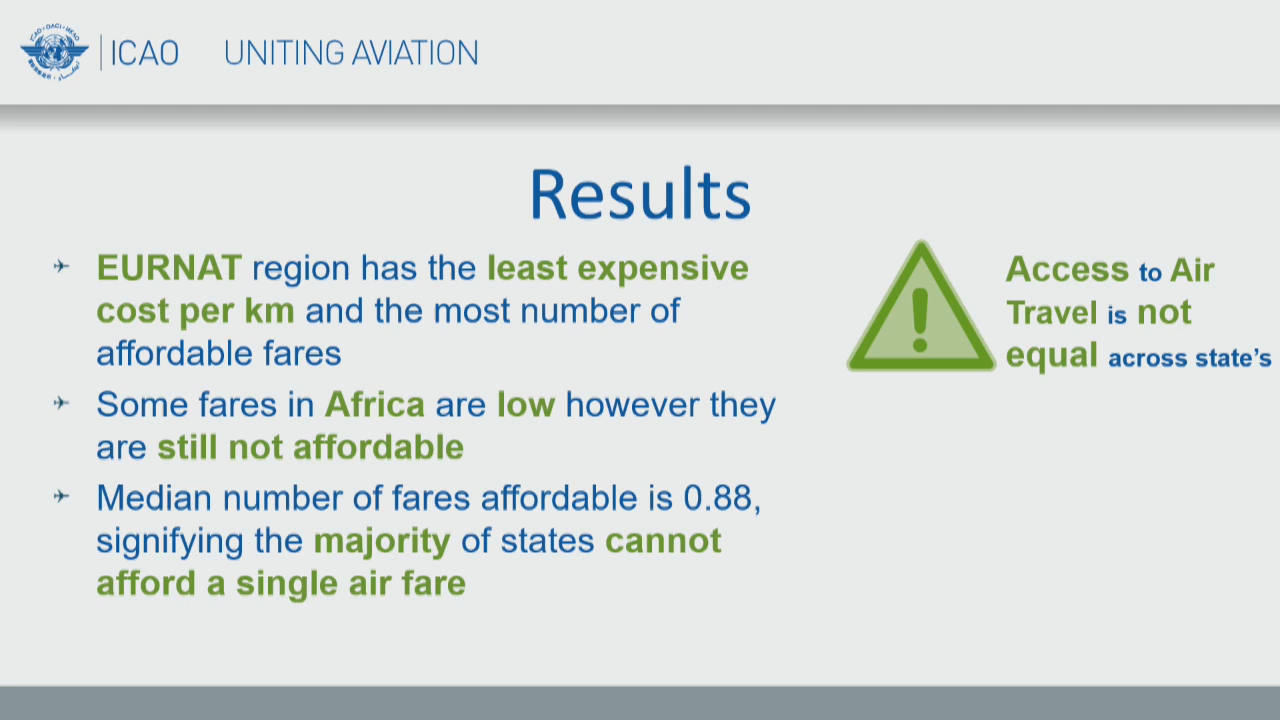 ICAO UNITING AVIATION
Results
EURNAT region has the least expensive
cost per km and the most number of
affordable fares
Some fares in Africa are low however they
are still not affordable
Median number of fares affordable is 0.88,
signifying the majority of states cannot
afford a single air fare
Access to Air
Travel is not
equal across state’s